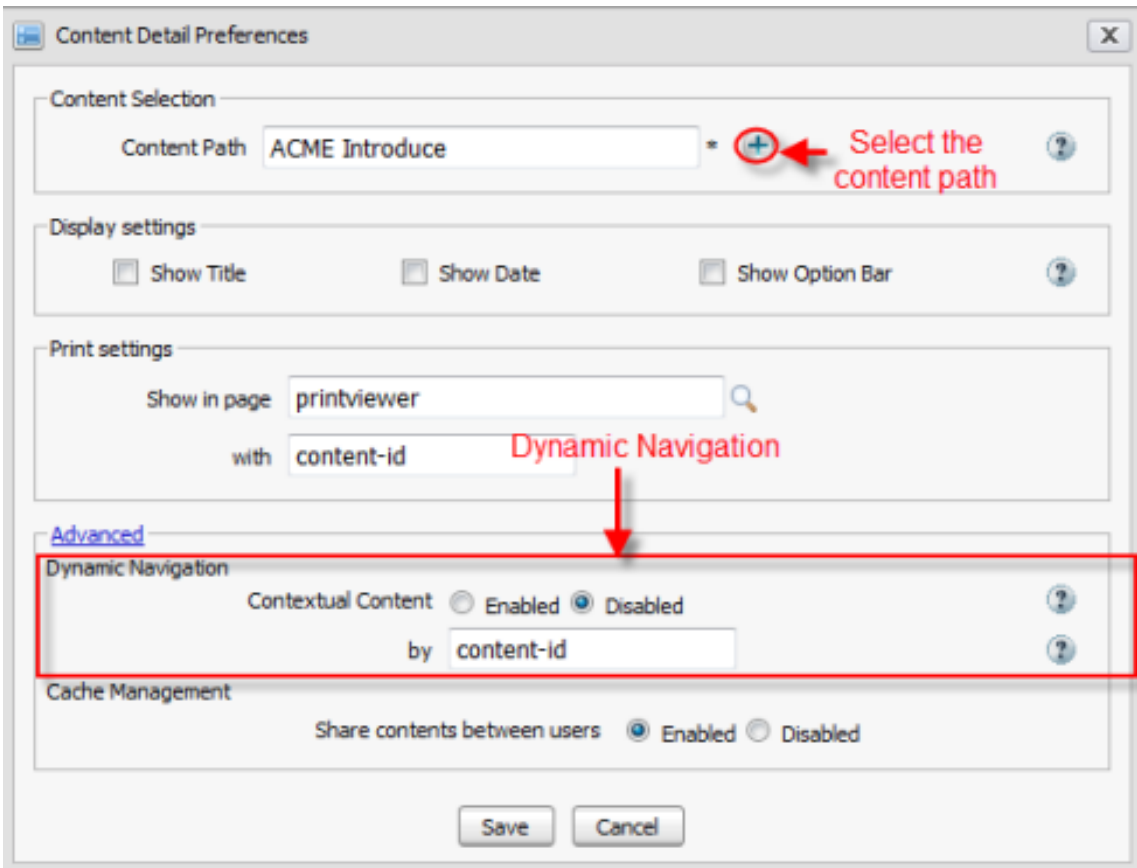 Content Detail Preferences X
Content Selection
Content Path ACME Introduce * + Select the
content path
?
Display settings
Show Title Show Date Show Option Bar ?
Print settings
Show in page printviewer
with content-id Dynamic Navigation
Advanced
Dynamic Navigation
Contextual Content Enabled Disabled ?
by content-id ?
Cache Management
Share contents between users Enabled Disabled
Save Cancel